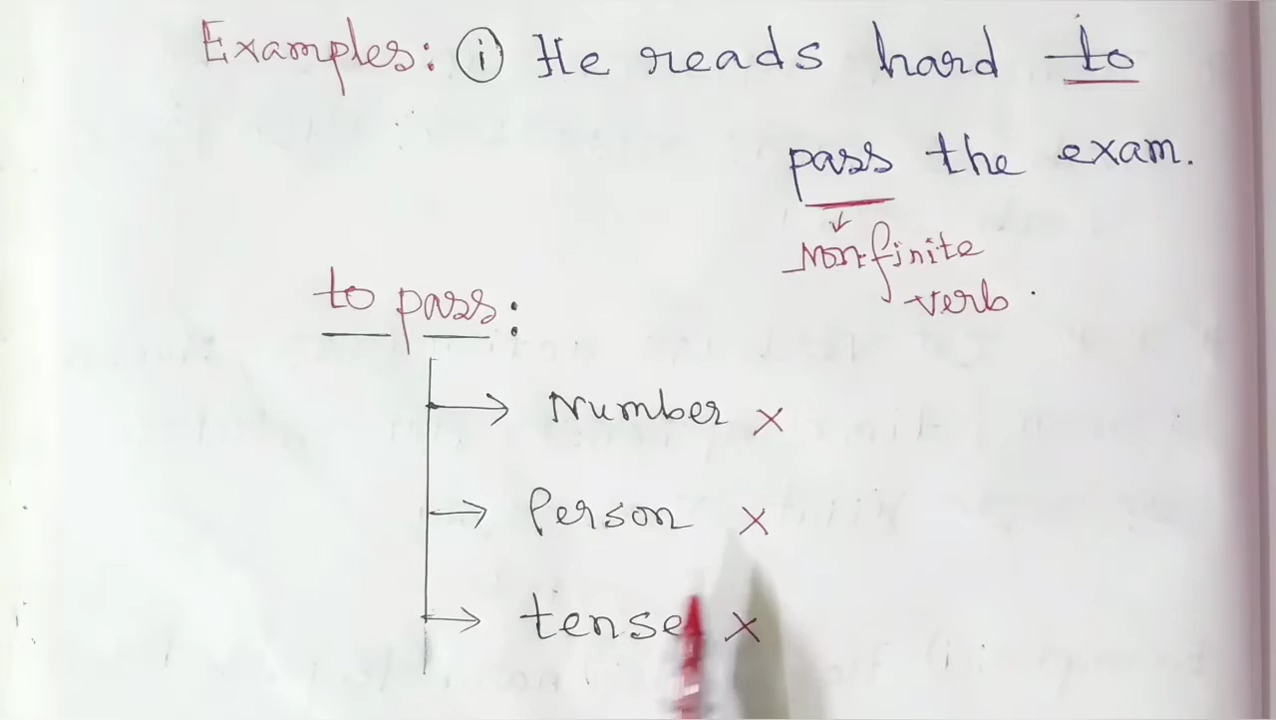 Examples: (i) He reads hard to
pass the exam.
Non-finite
verb.
to pass:
Number ×
Person ×
tense ×